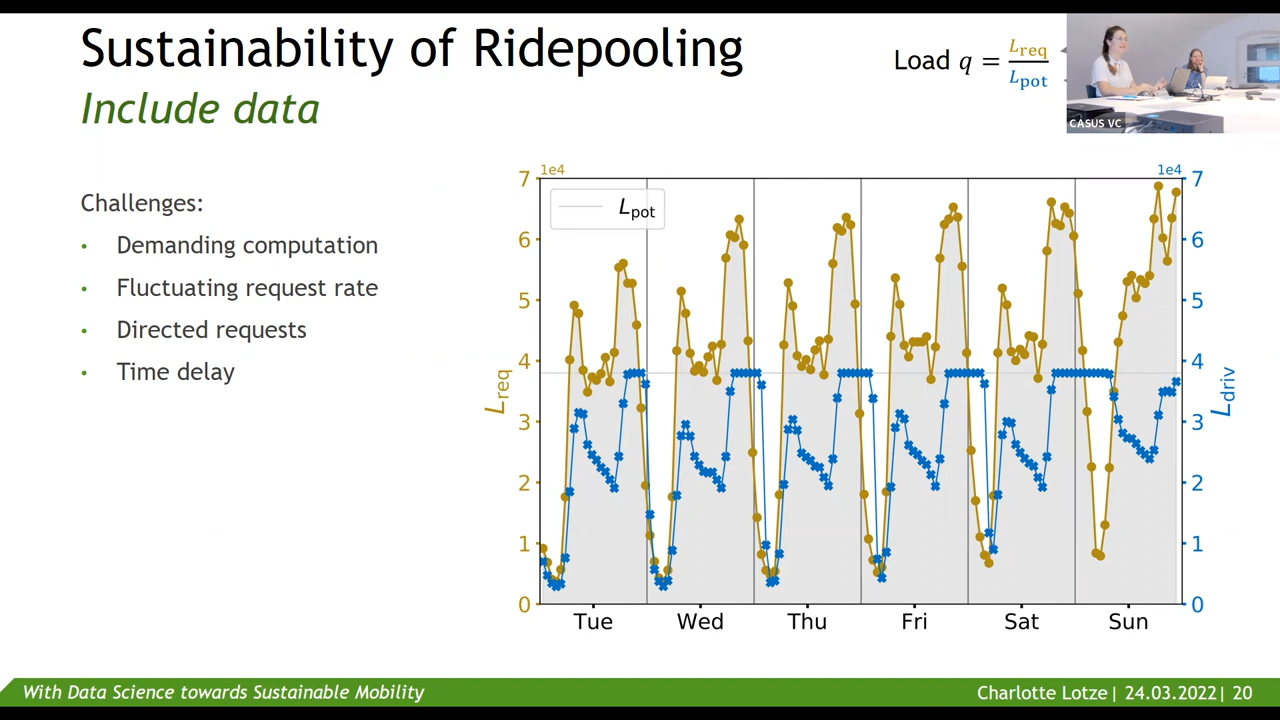 Sustainability of Ridepooling
Include data
Load q = L_req / L_pot
CASUS VC
Challenges:
• Demanding computation
• Fluctuating request rate
• Directed requests
• Time delay
1e4
1e4
L_pot
7
6
5
4
3
2
1
0
L_req
7
6
5
4
3
2
1
0
L_driv
Tue Wed Thu Fri Sat Sun
With Data Science towards Sustainable Mobility
Charlotte Lotze| 24.03.2022| 20